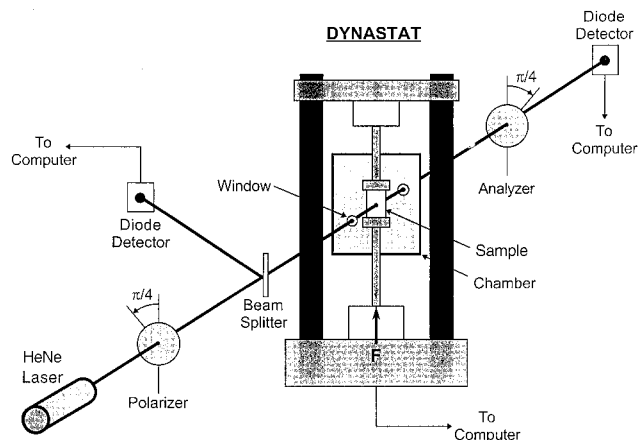 DYNASTAT
Diode
Detector
π/4
To
Computer
Analyzer
To
Computer
Window
Diode
Detector
Sample
Chamber
Beam
Splitter
π/4
HeNe
Laser
Polarizer
F
To
Computer